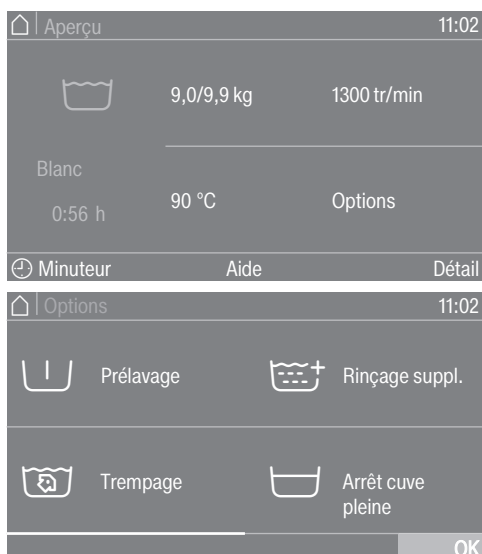 Aperçu 11:02
9,0/9,9 kg 1300 tr/min
Blanc
0:56 h
90 °C Options
Minuteur Aide Détail
Options 11:02
Prélavage Rinçage suppl.
Trempage Arrêt cuve
pleine
OK